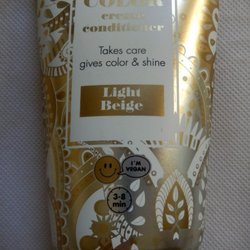 COLOR
cream
conditioner
Takes care
gives color & shine
Light
Beige
I'M
VEGAN
3-8
min